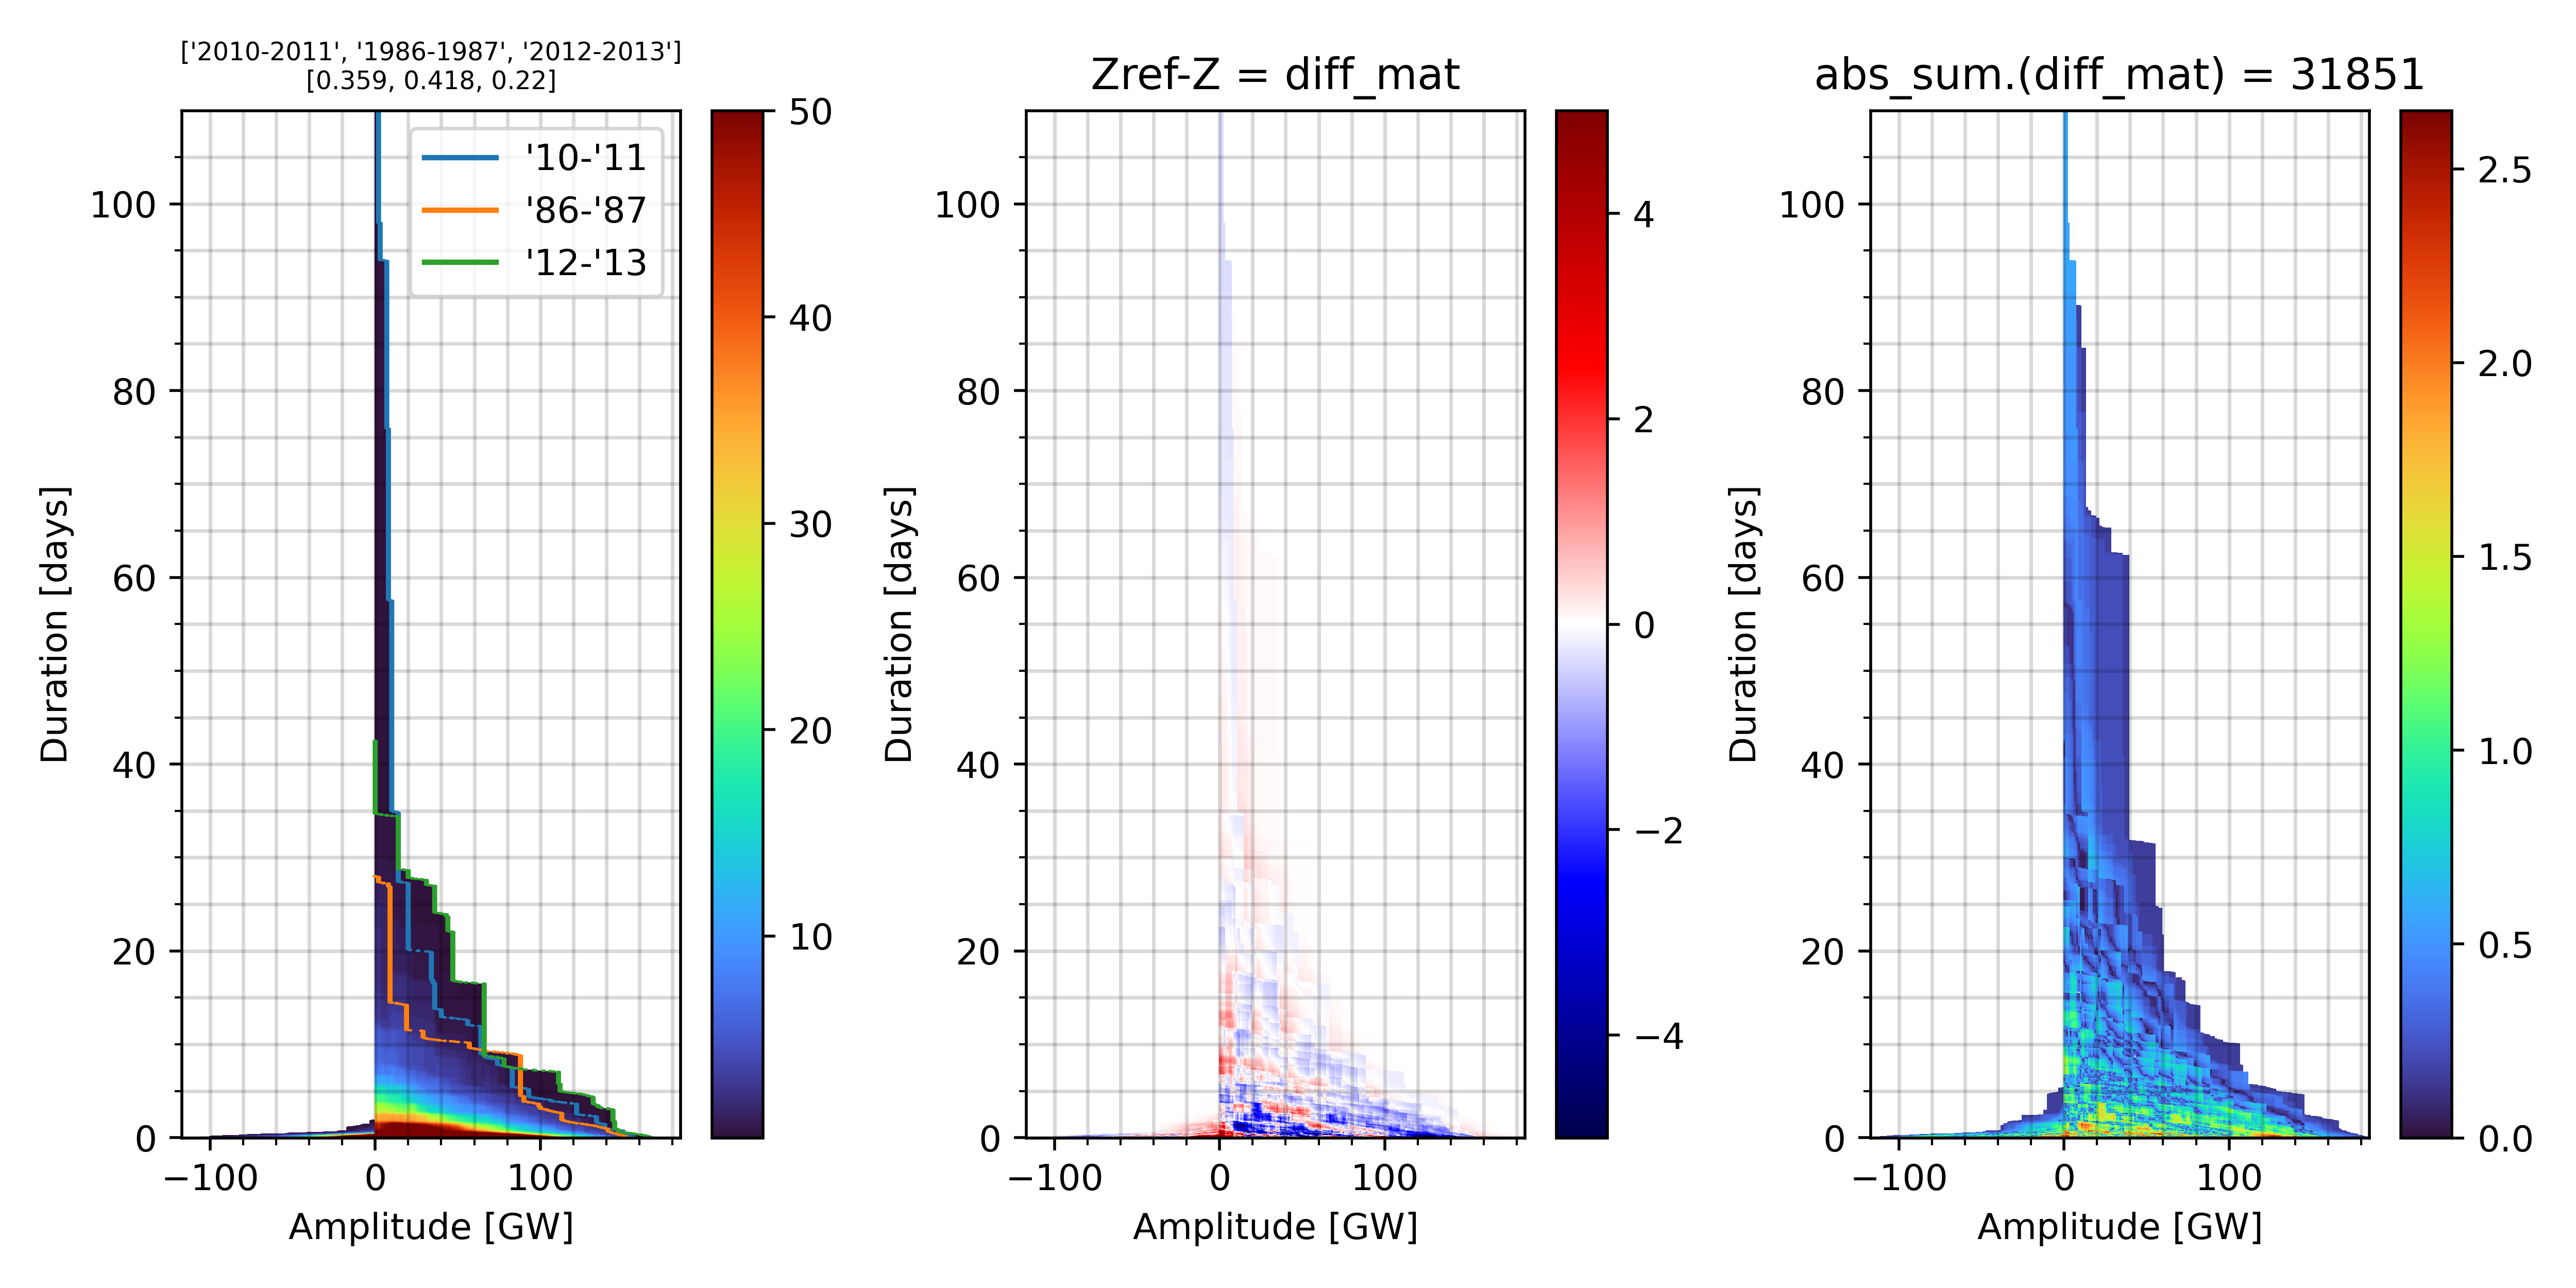 ['2010-2011', '1986-1987', '2012-2013']
[0.359, 0.418, 0.22]
'10-'11
'86-'87
'12-'13
100
80
60
40
20
0
Duration [days]
−100 0 100
Amplitude [GW]
50
40
30
20
10
Zref-Z = diff_mat
100
80
60
40
20
0
Duration [days]
−100 0 100
Amplitude [GW]
4
2
0
−2
−4
abs_sum.(diff_mat) = 31851
100
80
60
40
20
0
Duration [days]
−100 0 100
Amplitude [GW]
2.5
2.0
1.5
1.0
0.5
0.0